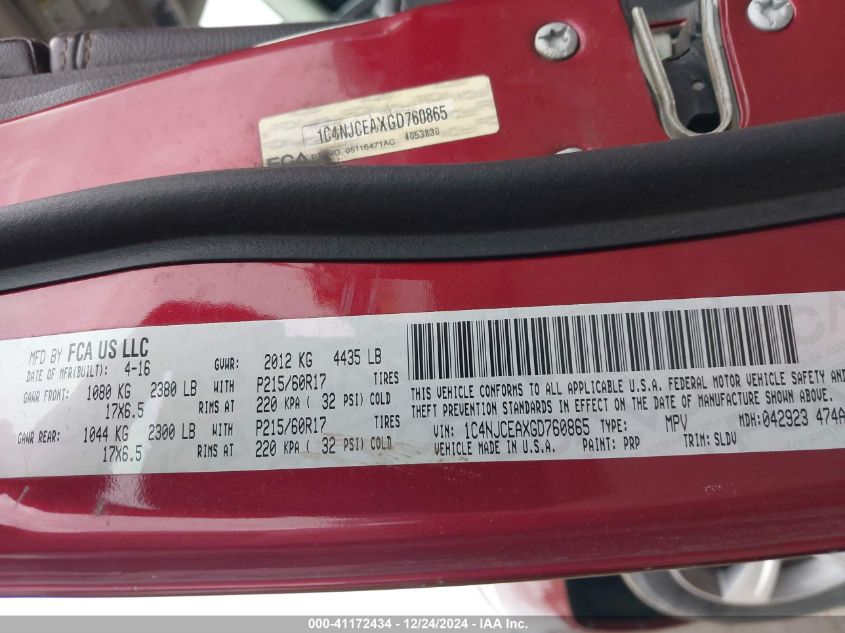 1C4NJCEAXGD760865
FCA 05116471AC 4053830
MFD BY FCA US LLC
DATE OF MFR(BUILT): 4-16 GVWR: 2012 KG 4435 LB
GAWR FRONT: 1080 KG 2380 LB WITH P215/60R17 TIRES
17X6.5 RIMS AT 220 KPA ( 32 PSI) COLD
GAWR REAR: 1044 KG 2300 LB WITH P215/60R17 TIRES
17X6.5 RIMS AT 220 KPA ( 32 PSI) COLD
THIS VEHICLE CONFORMS TO ALL APPLICABLE U.S.A. FEDERAL MOTOR VEHICLE SAFETY AND
THEFT PREVENTION STANDARDS IN EFFECT ON THE DATE OF MANUFACTURE SHOWN ABOVE.
VIN: 1C4NJCEAXGD760865 TYPE: MPV MDH: 042923 474A
VEHICLE MADE IN U.S.A. PAINT: PRP TRIM: SLDV
000-41172434 - 12/24/2024 - IAAI.com